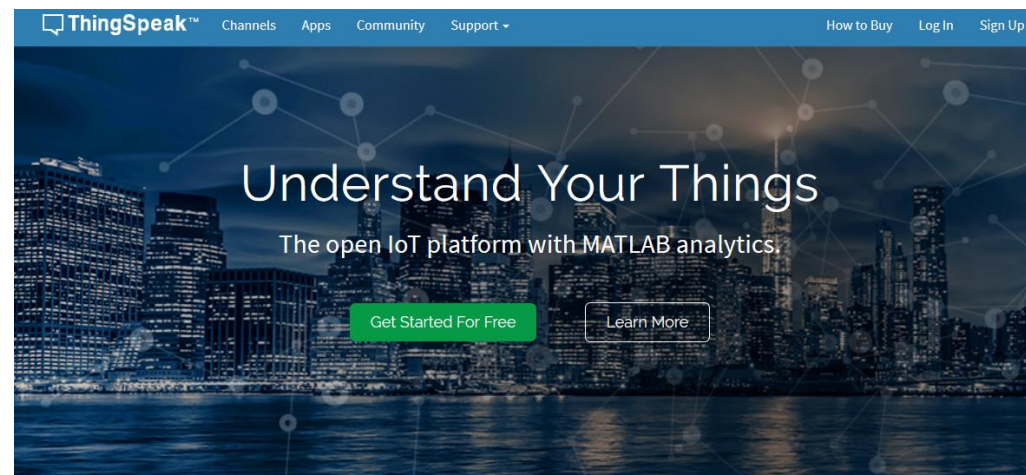 ThingSpeak™ Channels Apps Community Support How to Buy Log In Sign Up
Understand Your Things
The open IoT platform with MATLAB analytics.
Get Started For Free Learn More